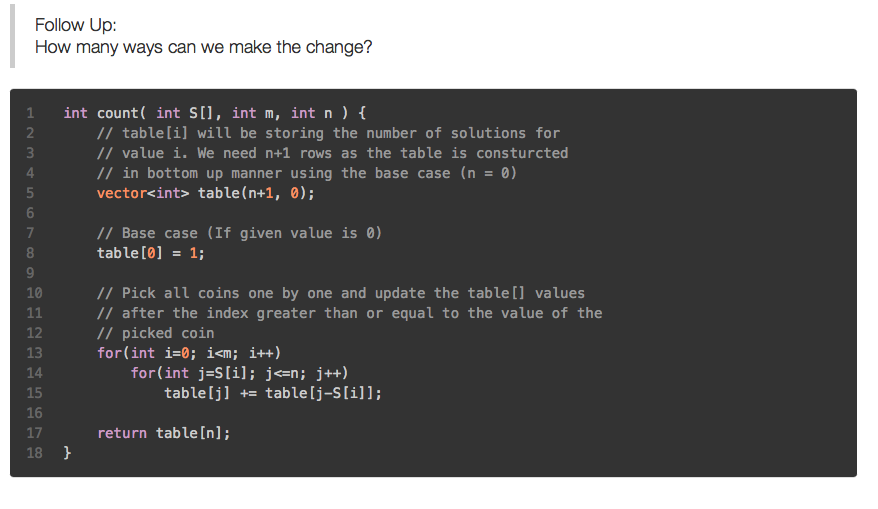 Follow Up:
How many ways can we make the change?
1 int count( int S[], int m, int n ) {
2 // table[i] will be storing the number of solutions for
3 // value i. We need n+1 rows as the table is consturcted
4 // in bottom up manner using the base case (n = 0)
5 vector<int> table(n+1, 0);
6
7 // Base case (If given value is 0)
8 table[0] = 1;
9
10 // Pick all coins one by one and update the table[] values
11 // after the index greater than or equal to the value of the
12 // picked coin
13 for(int i=0; i<m; i++)
14 for(int j=S[i]; j<=n; j++)
15 table[j] += table[j-S[i]];
16
17 return table[n];
18 }